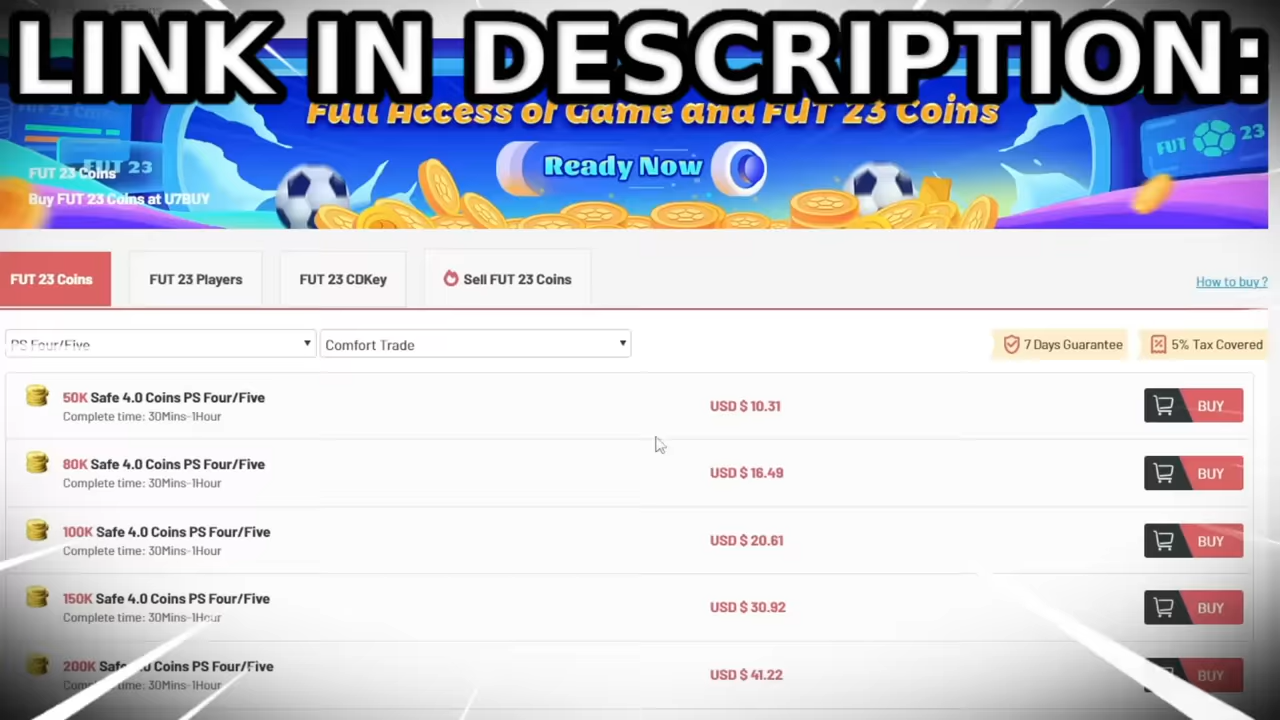 LINK IN DESCRIPTION:
Full Access of Game and FUT 23 Coins
Ready Now
FUT 23
FUT 23
FUT 23 Coins
Buy FUT 23 Coins at U7BUY
FUT 23 Coins
FUT 23 Players
FUT 23 CDKey
Sell FUT 23 Coins
How to buy ?
PS Four/Five
Comfort Trade
7 Days Guarantee
5% Tax Covered
50K Safe 4.0 Coins PS Four/Five
Complete time: 30Mins-1Hour
USD $ 10.31
BUY
80K Safe 4.0 Coins PS Four/Five
Complete time: 30Mins-1Hour
USD $ 16.49
BUY
100K Safe 4.0 Coins PS Four/Five
Complete time: 30Mins-1Hour
USD $ 20.61
BUY
150K Safe 4.0 Coins PS Four/Five
Complete time: 30Mins-1Hour
USD $ 30.92
BUY
200K Safe 4.0 Coins PS Four/Five
Complete time: 30Mins-1Hour
USD $ 41.22
BUY